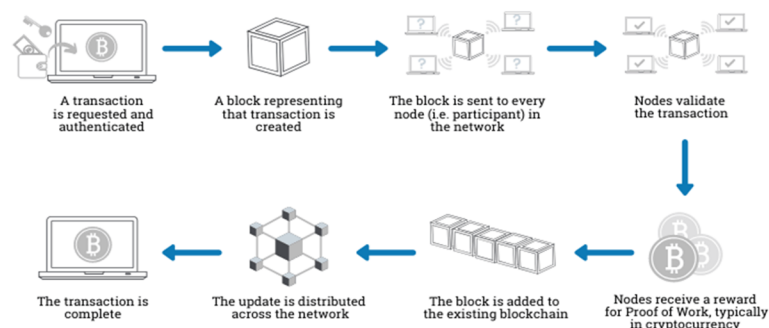 A transaction
is requested and
authenticated
A block representing
that transaction is
created
The block is sent to every
node (i.e. participant) in
the network
Nodes validate
the transaction
The transaction is
complete
The update is distributed
across the network
The block is added to
the existing blockchain
Nodes receive a reward
for Proof of Work, typically
in cryptocurrency